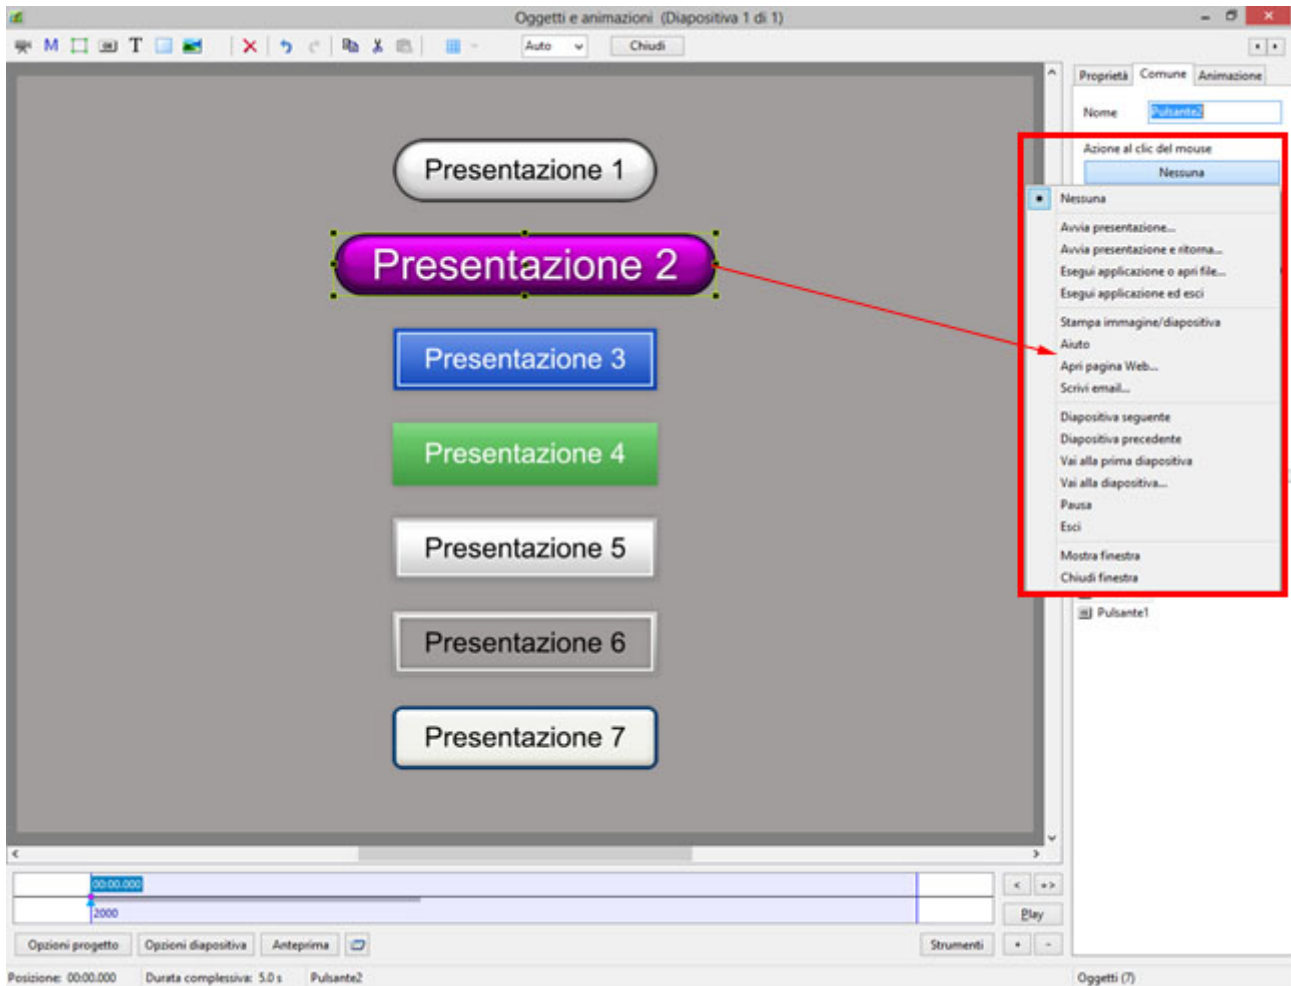 Oggetti e animazioni (Diapositiva 1 di 1)
M T Auto Chiudi
Proprietà Comune Animazione
Nome Pulsante2
Azione al clic del mouse
Nessuna
Nessuna
Avvia presentazione...
Avvia presentazione e ritorna...
Esegui applicazione o apri file...
Esegui applicazione ed esci
Stampa immagine/diapositiva
Aiuto
Apri pagina Web...
Scrivi email...
Diapositiva seguente
Diapositiva precedente
Vai alla prima diapositiva
Vai alla diapositiva...
Pausa
Esci
Mostra finestra
Chiudi finestra
Pulsante1
Presentazione 1
Presentazione 2
Presentazione 3
Presentazione 4
Presentazione 5
Presentazione 6
Presentazione 7
00:00.000
2000
Play
Opzioni progetto Opzioni diapositiva Anteprima Strumenti + -
Posizione: 00:00.000 Durata complessiva: 5.0 s Pulsante2 Oggetti (7)